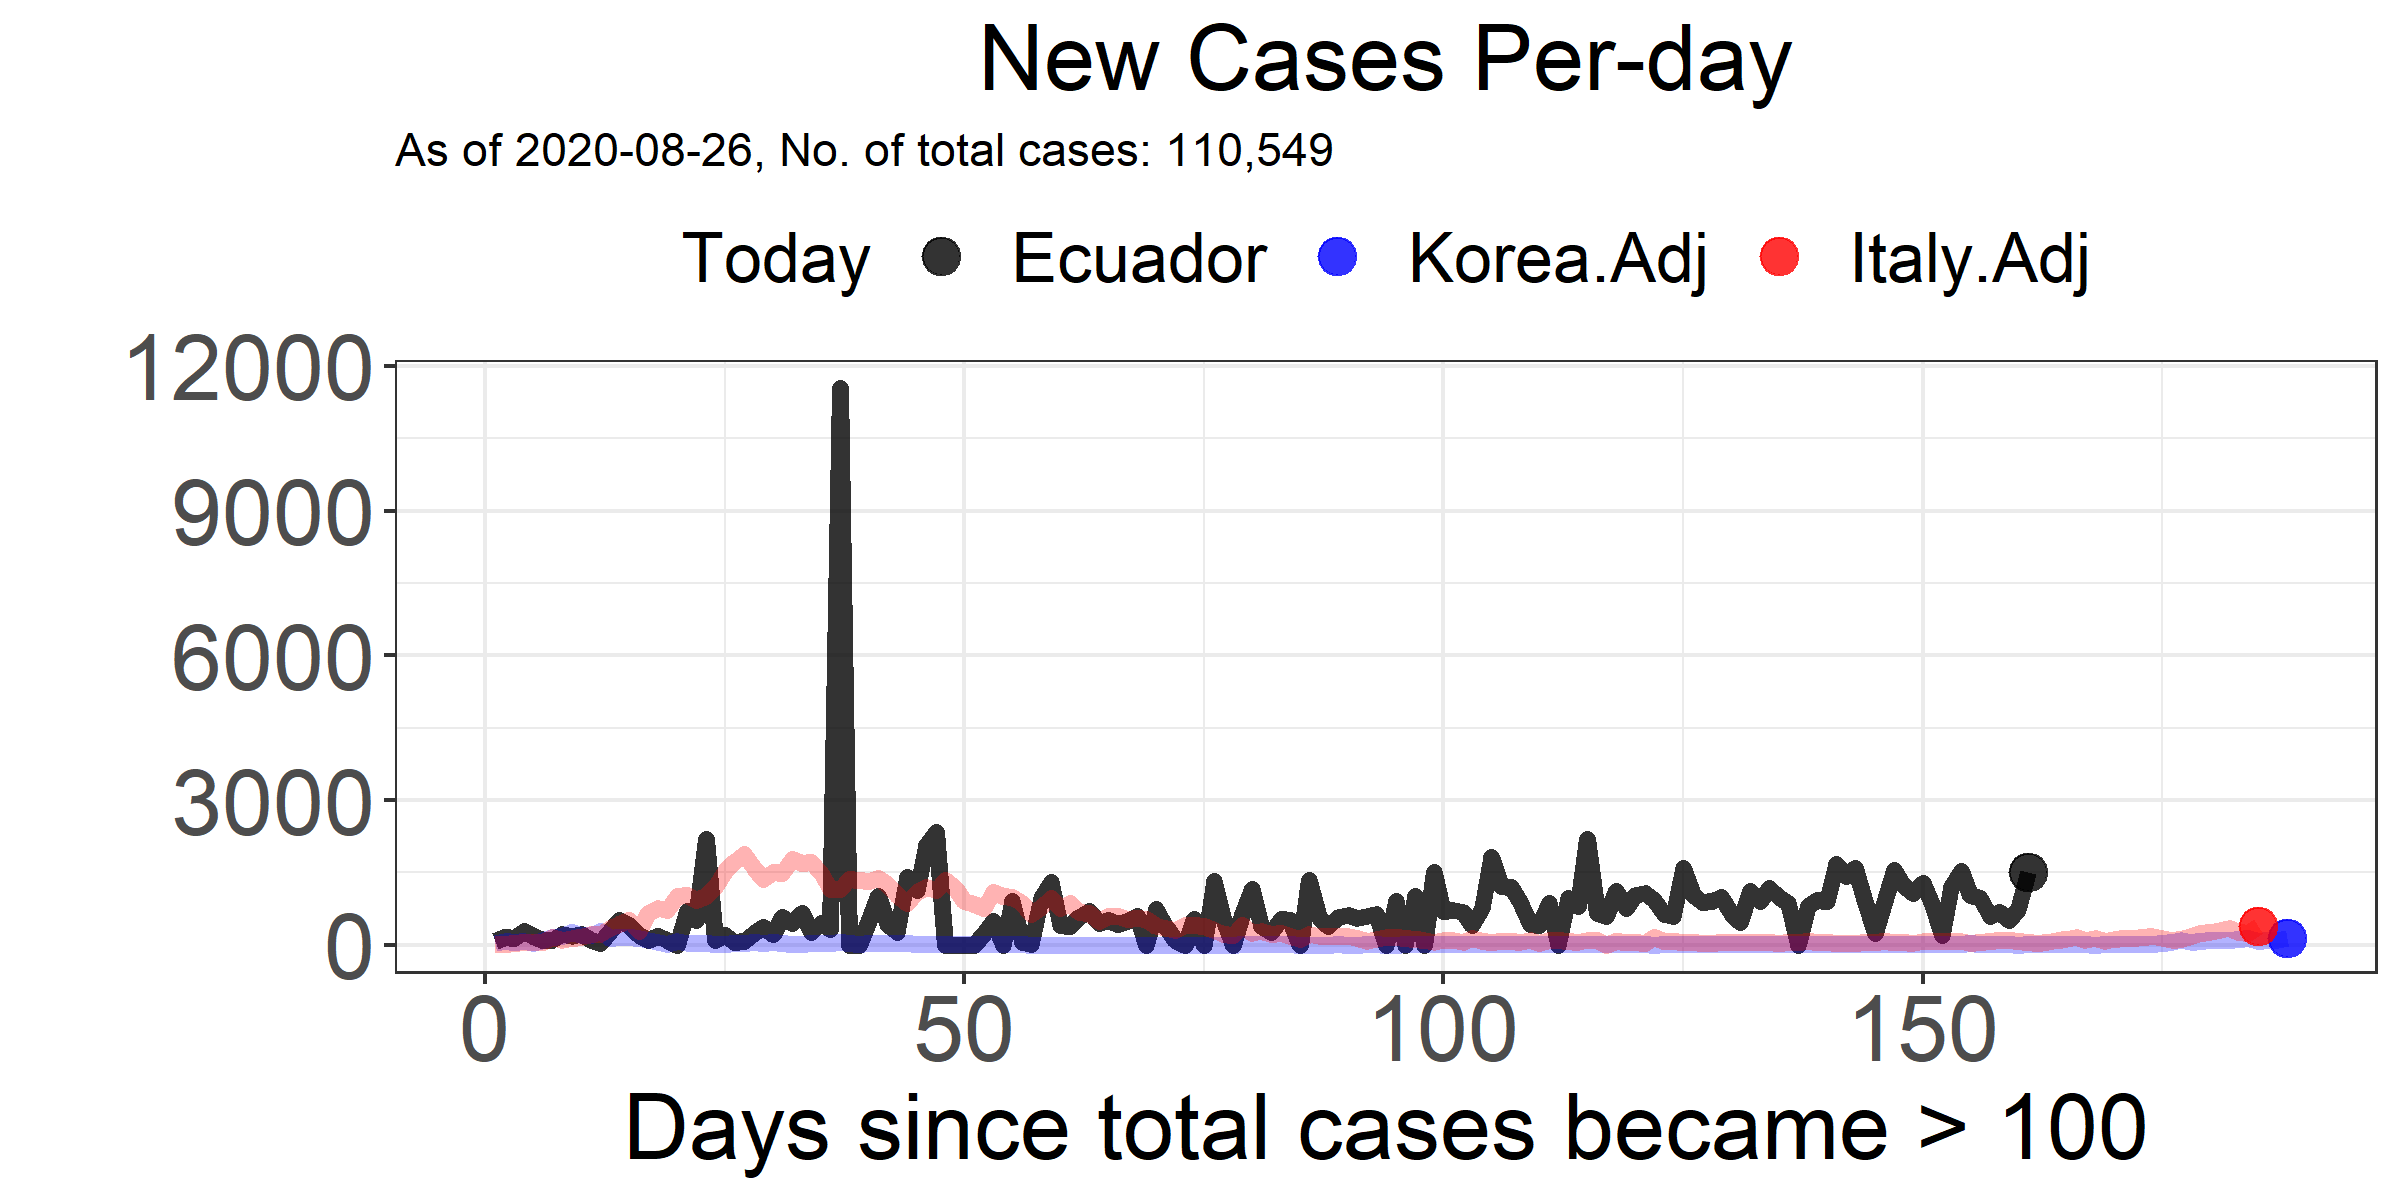 New Cases Per-day
As of 2020-08-26, No. of total cases: 110,549
Today Ecuador Korea.Adj Italy.Adj
12000
9000
6000
3000
0
0 50 100 150
Days since total cases became > 100